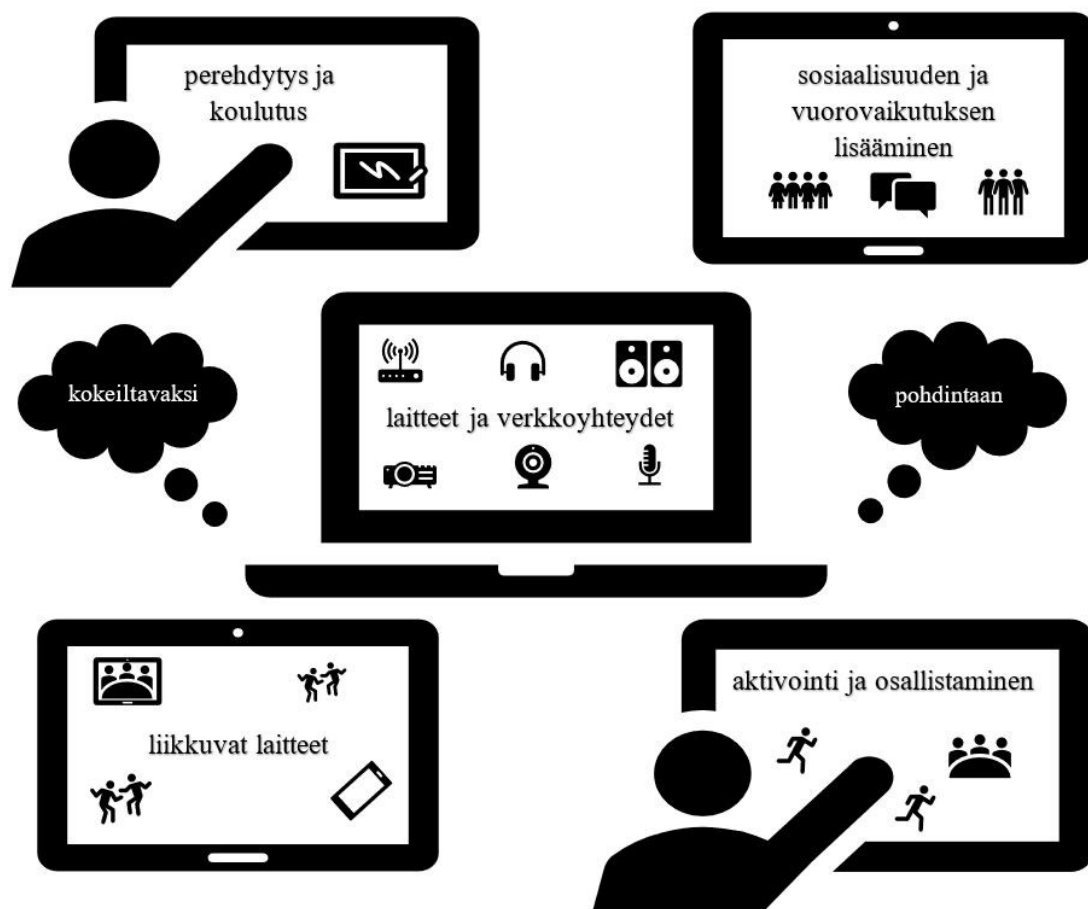 perehdytys ja
koulutus
sosiaalisuuden ja
vuorovaikutuksen
lisääminen
kokeiltavaksi
laitteet ja verkkoyhteydet
pohdintaan
liikkuvat laitteet
aktivointi ja osallistaminen